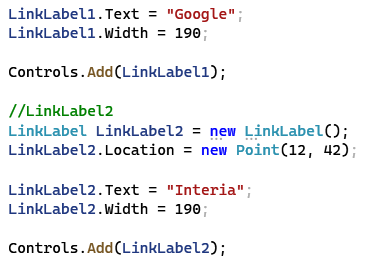 LinkLabel1.Text = "Google";
LinkLabel1.Width = 190;
Controls.Add(LinkLabel1);
//LinkLabel2
LinkLabel LinkLabel2 = new LinkLabel();
LinkLabel2.Location = new Point(12, 42);
LinkLabel2.Text = "Interia";
LinkLabel2.Width = 190;
Controls.Add(LinkLabel2);